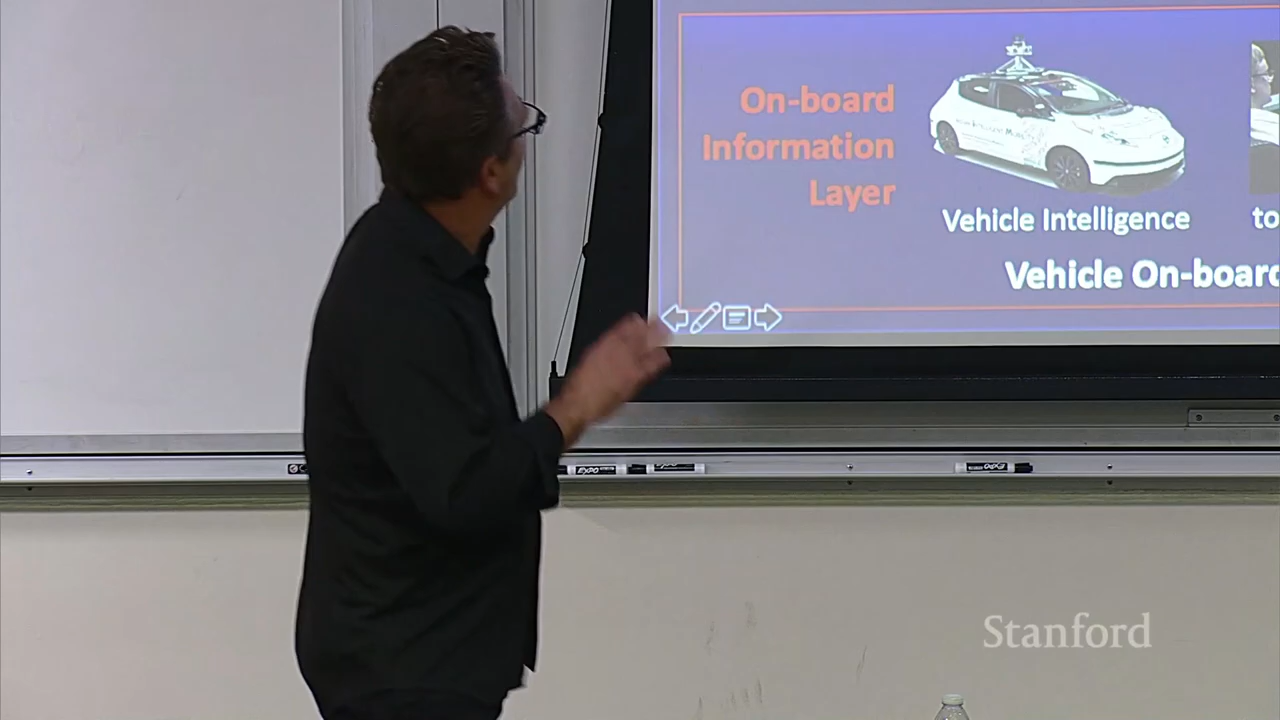 On-board
Information
Layer
Vehicle Intelligence
to
Vehicle On-board
EXPO
EXPO
Stanford